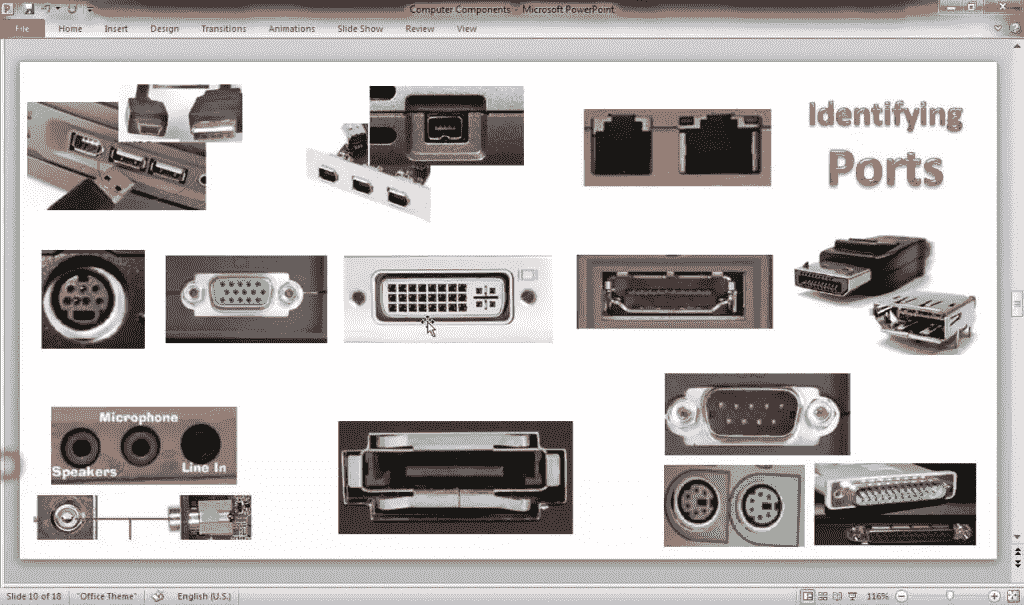 Computer Components - Microsoft PowerPoint
File Home Insert Design Transitions Animations Slide Show Review View
Identifying
Ports
Microphone
Speakers
Line In
Slide 10 of 18 "Office Theme" English (U.S.) 116%